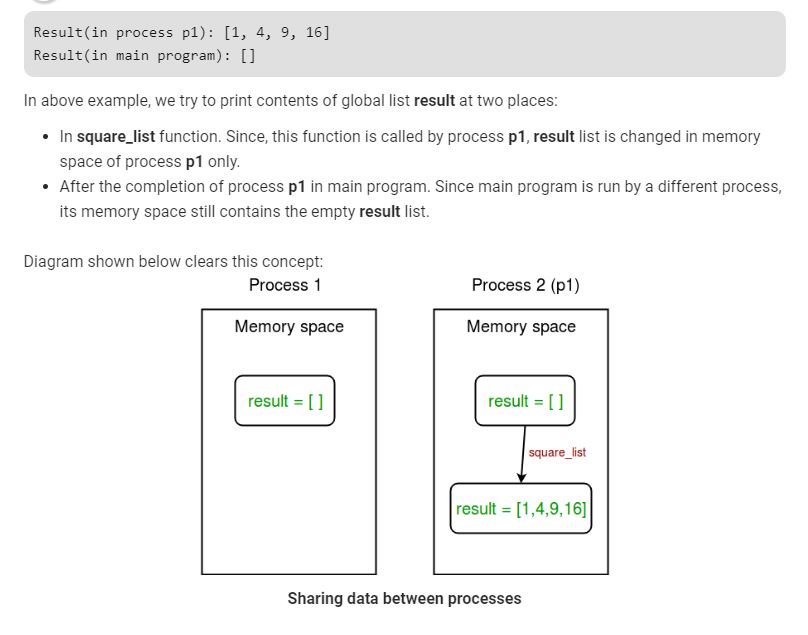 Result(in process p1): [1, 4, 9, 16]
Result(in main program): []
In above example, we try to print contents of global list result at two places:
• In square_list function. Since, this function is called by process p1, result list is changed in memory
space of process p1 only.
• After the completion of process p1 in main program. Since main program is run by a different process,
its memory space still contains the empty result list.
Diagram shown below clears this concept:
Process 1
Process 2 (p1)
Memory space
Memory space
result = [ ]
result = [ ]
square_list
result = [1,4,9,16]
Sharing data between processes